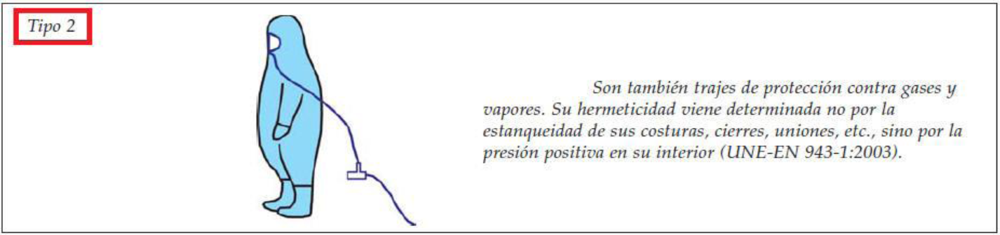 Tipo 2
Son también trajes de protección contra gases y
vapores. Su hermeticidad viene determinada no por la
estanqueidad de sus costuras, cierres, uniones, etc., sino por la
presión positiva en su interior (UNE-EN 943-1:2003).